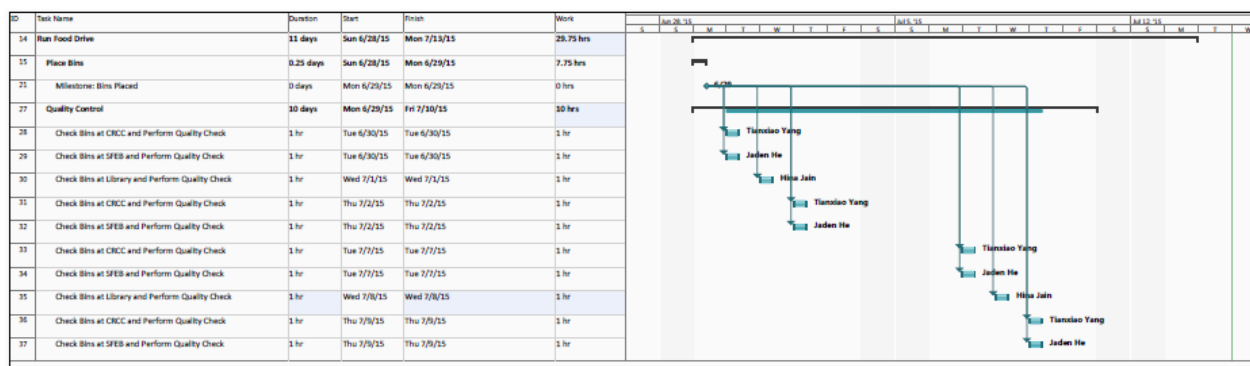 ID Task Name Duration Start Finish Work Jun 28, '15 Jul 5, '15 Jul 12, '15
S S M T W T F S S M T W T F S S M T W
14 Run Food Drive 11 days Sun 6/28/15 Mon 7/13/15 29.75 hrs
15 Place Bins 0.25 days Sun 6/28/15 Mon 6/29/15 7.75 hrs
21 Milestone: Bins Placed 0 days Mon 6/29/15 Mon 6/29/15 0 hrs 6/29
27 Quality Control 10 days Mon 6/29/15 Fri 7/10/15 10 hrs
28 Check Bins at CRCC and Perform Quality Check 1 hr Tue 6/30/15 Tue 6/30/15 1 hr Tianxiao Yang
29 Check Bins at SFEB and Perform Quality Check 1 hr Tue 6/30/15 Tue 6/30/15 1 hr Jaden He
30 Check Bins at Library and Perform Quality Check 1 hr Wed 7/1/15 Wed 7/1/15 1 hr Hina Jain
31 Check Bins at CRCC and Perform Quality Check 1 hr Thu 7/2/15 Thu 7/2/15 1 hr Tianxiao Yang
32 Check Bins at SFEB and Perform Quality Check 1 hr Thu 7/2/15 Thu 7/2/15 1 hr Jaden He
33 Check Bins at CRCC and Perform Quality Check 1 hr Tue 7/7/15 Tue 7/7/15 1 hr Tianxiao Yang
34 Check Bins at SFEB and Perform Quality Check 1 hr Tue 7/7/15 Tue 7/7/15 1 hr Jaden He
35 Check Bins at Library and Perform Quality Check 1 hr Wed 7/8/15 Wed 7/8/15 1 hr Hina Jain
36 Check Bins at CRCC and Perform Quality Check 1 hr Thu 7/9/15 Thu 7/9/15 1 hr Tianxiao Yang
37 Check Bins at SFEB and Perform Quality Check 1 hr Thu 7/9/15 Thu 7/9/15 1 hr Jaden He